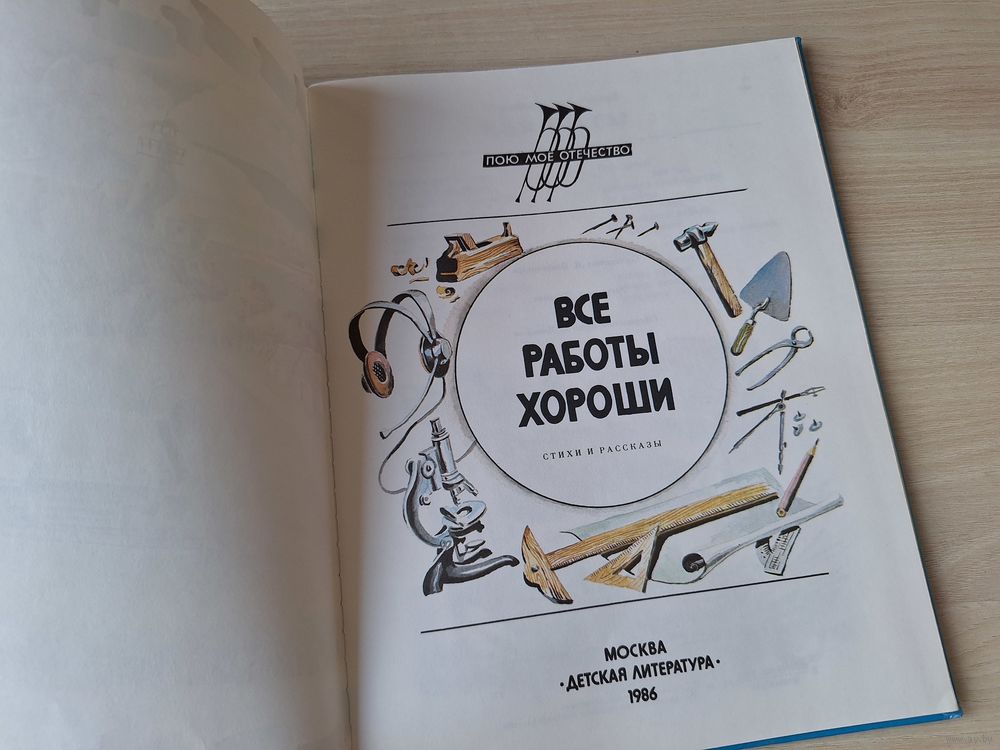 ПОЮ МОЕ ОТЕЧЕСТВО
ВСЕ
РАБОТЫ
ХОРОШИ
СТИХИ И РАССКАЗЫ
МОСКВА
·ДЕТСКАЯ ЛИТЕРАТУРА·
1986